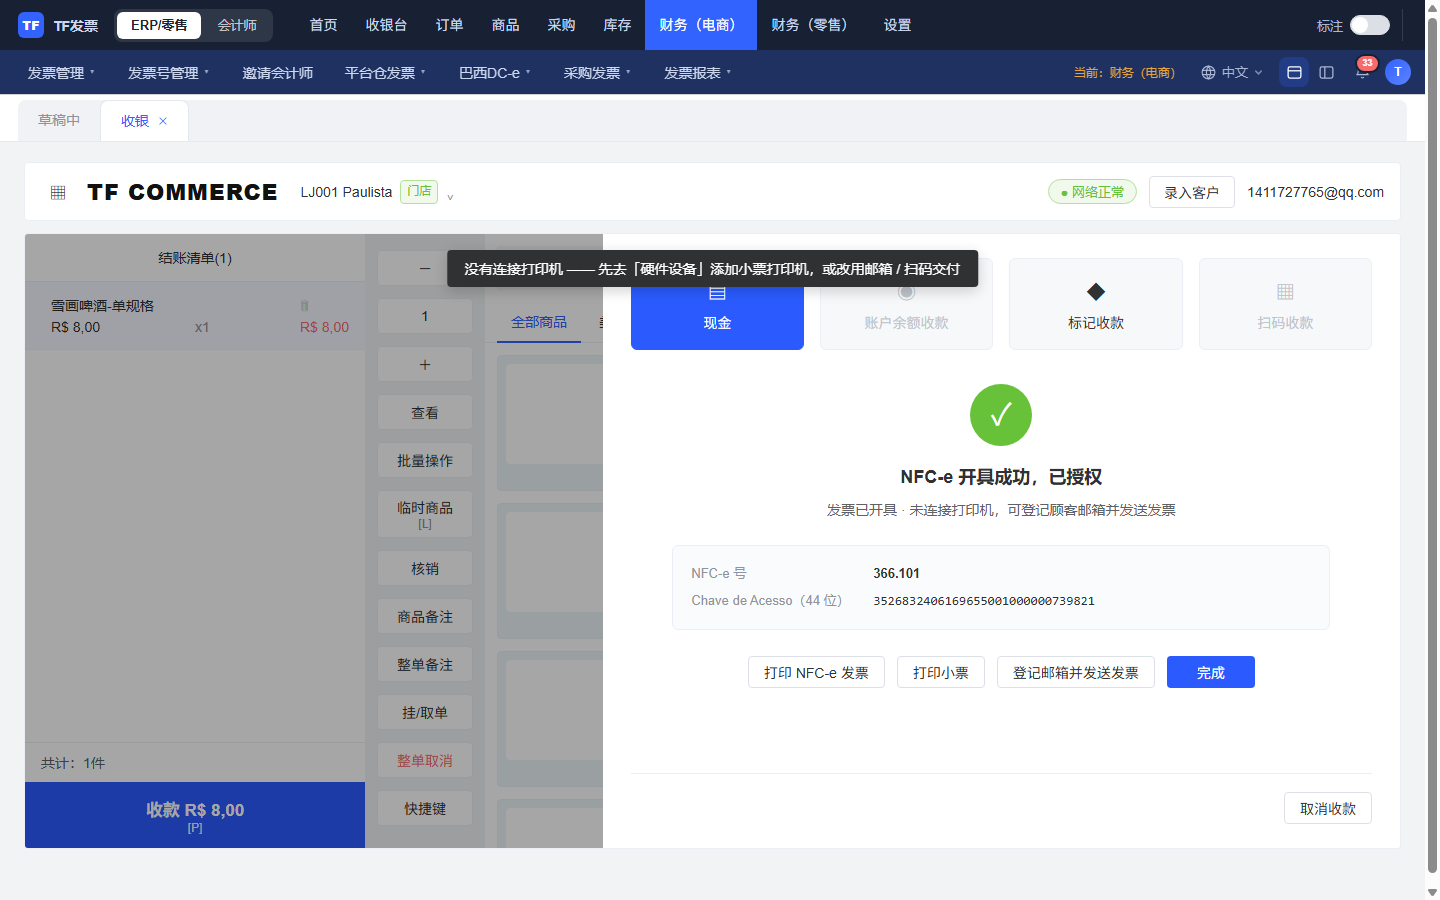 TF TF发票 ERP/零售 会计师 首页 收银台 订单 商品 采购 库存 财务（电商） 财务（零售） 设置 标注
发票管理 发票号管理 邀请会计师 平台仓发票 巴西DC-e 采购发票 发票报表 当前：财务（电商） 中文 33 T
草稿中 收银 ×
TF COMMERCE LJ001 Paulista 门店 网络正常 录入客户 1411727765@qq.com
结账清单(1)
没有连接打印机 —— 先去「硬件设备」添加小票打印机，或改用邮箱 / 扫码交付
雪画啤酒-单规格
R$ 8,00 x1 R$ 8,00
−
1
+
查看
批量操作
临时商品
[L]
核销
商品备注
整单备注
挂/取单
整单取消
快捷键
全部商品
现金 账户余额收款 标记收款 扫码收款
NFC-e 开具成功，已授权
发票已开具 · 未连接打印机，可登记顾客邮箱并发送发票
NFC-e 号 366.101
Chave de Acesso（44 位） 3526832406169655001000000739821
打印 NFC-e 发票 打印小票 登记邮箱并发送发票 完成
共计：1件
收款 R$ 8,00
[P]
取消收款